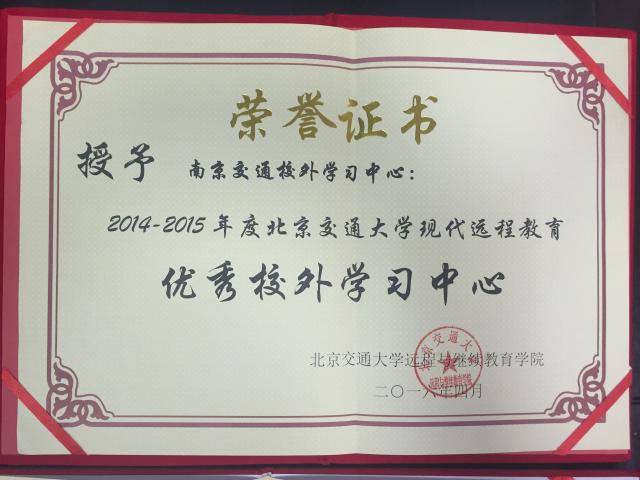 荣誉证书
授予 南京交通校外学习中心:
2014-2015年度北京交通大学现代远程教育
优秀校外学习中心
北京交通大学远程与继续教育学院
二〇一六年四月